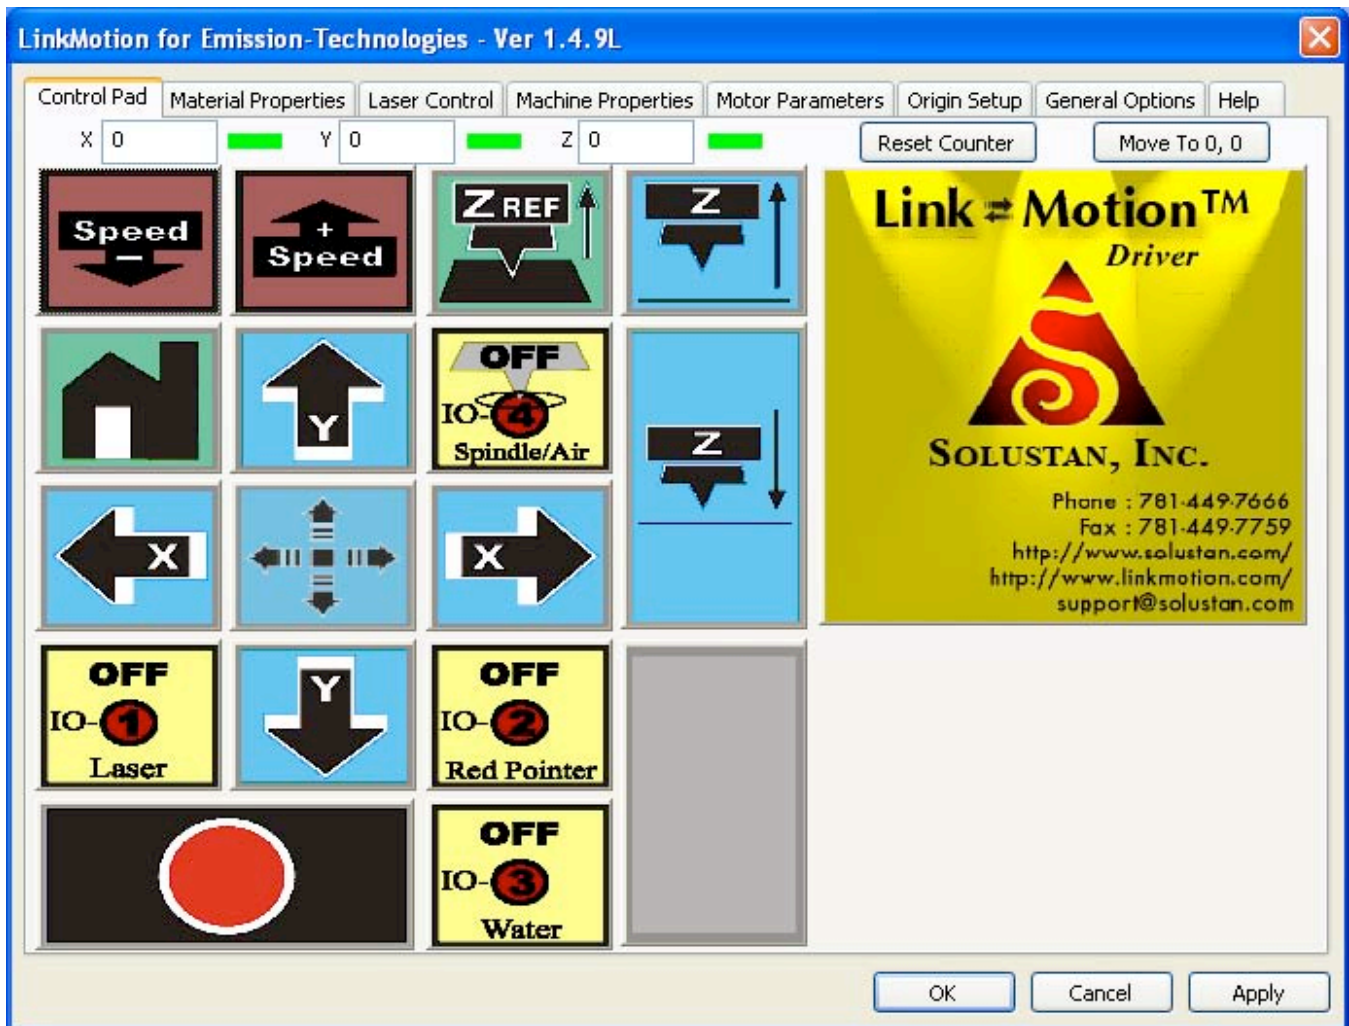 LinkMotion for Emission-Technologies - Ver 1.4.9L
Control Pad Material Properties Laser Control Machine Properties Motor Parameters Origin Setup General Options Help
X 0 Y 0 Z 0 Reset Counter Move To 0, 0
Speed
-
+
Speed
Z REF
Z
Link ⇄ Motion™
Driver
SOLUSTAN, INC.
Phone : 781-449-7666
Fax : 781-449-7759
http://www.solustan.com/
http://www.linkmotion.com/
support@solustan.com
Y
OFF
IO-4
Spindle/Air
Z
X
X
OFF
IO-1
Laser
Y
OFF
IO-2
Red Pointer
OFF
IO-3
Water
OK Cancel Apply